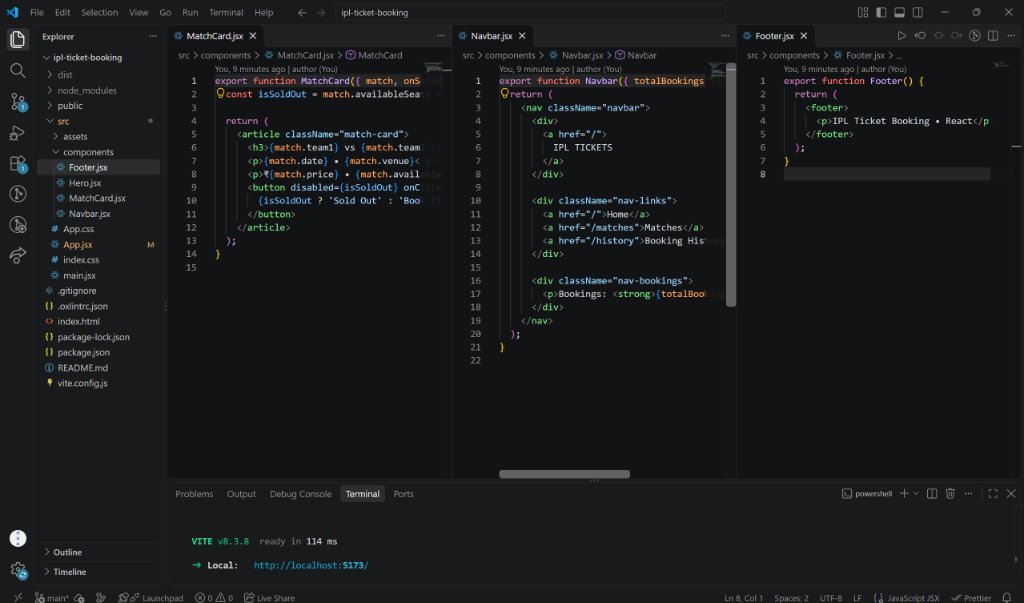 File Edit Selection View Go Run Terminal Help
ipl-ticket-booking
Explorer
ipl-ticket-booking
dist
node_modules
public
src
assets
components
Footer.jsx
Hero.jsx
MatchCard.jsx
Navbar.jsx
App.css
App.jsx M
index.css
main.jsx
.gitignore
.oxlintrc.json
index.html
package-lock.json
package.json
README.md
vite.config.js
Outline
Timeline
MatchCard.jsx
src > components > MatchCard.jsx > MatchCard
You, 9 minutes ago | author (You)
1 export function MatchCard({ match, onSelect
2 const isSoldOut = match.availableSeats =
3
4 return (
5 <article className="match-card">
6 <h3>{match.team1} vs {match.team
7 <p>{match.date} • {match.venue}</p
8 <p>₹{match.price} • {match.availabl
9 <button disabled={isSoldOut} onClick
10 {isSoldOut ? 'Sold Out' : 'Book Ti
11 </button>
12 </article>
13 );
14 }
15
Navbar.jsx
src > components > Navbar.jsx > Navbar
You, 9 minutes ago | author (You)
1 export function Navbar({ totalBookings
2 return (
3 <nav className="navbar">
4 <div>
5 <a href="/">
6 IPL TICKETS
7 </a>
8 </div>
9
10 <div className="nav-links">
11 <a href="/">Home</a>
12 <a href="/matches">Matches</a>
13 <a href="/history">Booking History
14 </div>
15
16 <div className="nav-bookings">
17 <p>Bookings: <strong>{totalBooking
18 </div>
19 </nav>
20 );
21 }
22
Footer.jsx
src > components > Footer.jsx > ...
You, 9 minutes ago | author (You)
1 export function Footer() {
2 return (
3 <footer>
4 <p>IPL Ticket Booking • React</p
5 </footer>
6 );
7 }
8
Problems Output Debug Console Terminal Ports
powershell
VITE v8.3.8 ready in 114 ms
➜ Local: http://localhost:5173/
main* Launchpad 0 0 Live Share
Ln 8, Col 1 Spaces: 2 UTF-8 LF {} JavaScript JSX Prettier